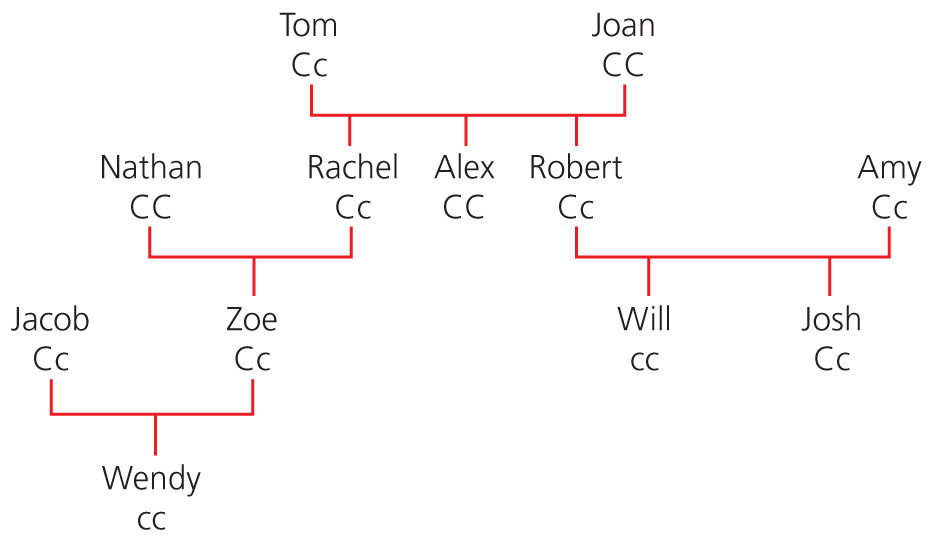 Tom Joan
Cc CC
Nathan Rachel Alex Robert Amy
CC Cc CC Cc Cc
Jacob Zoe Will Josh
Cc Cc cc Cc
Wendy
cc